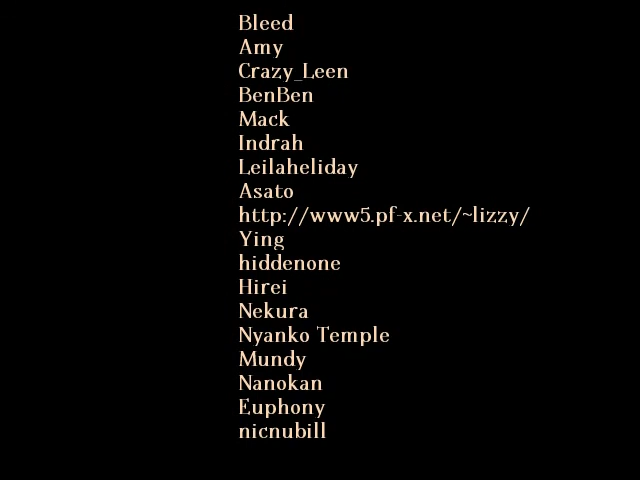 Bleed
Amy
Crazy_Leen
BenBen
Mack
Indrah
Leilaheliday
Asato
http://www5.pf-x.net/~lizzy/
Ying
hiddenone
Hirei
Nekura
Nyanko Temple
Mundy
Nanokan
Euphony
nicnubill